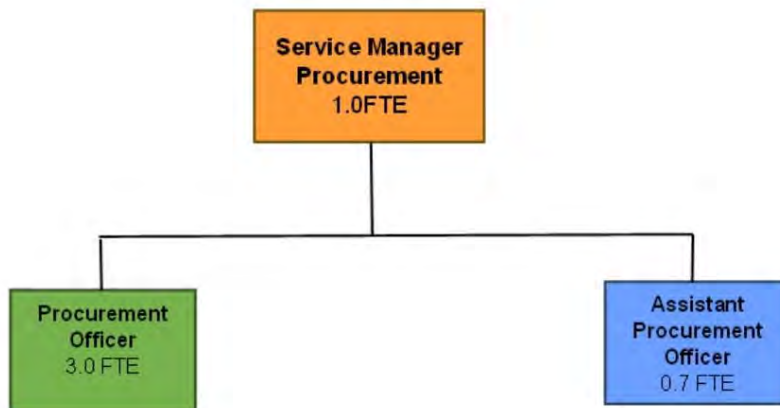 Service Manager
Procurement
1.0FTE
Procurement
Officer
3.0 FTE
Assistant
Procurement
Officer
0.7 FTE